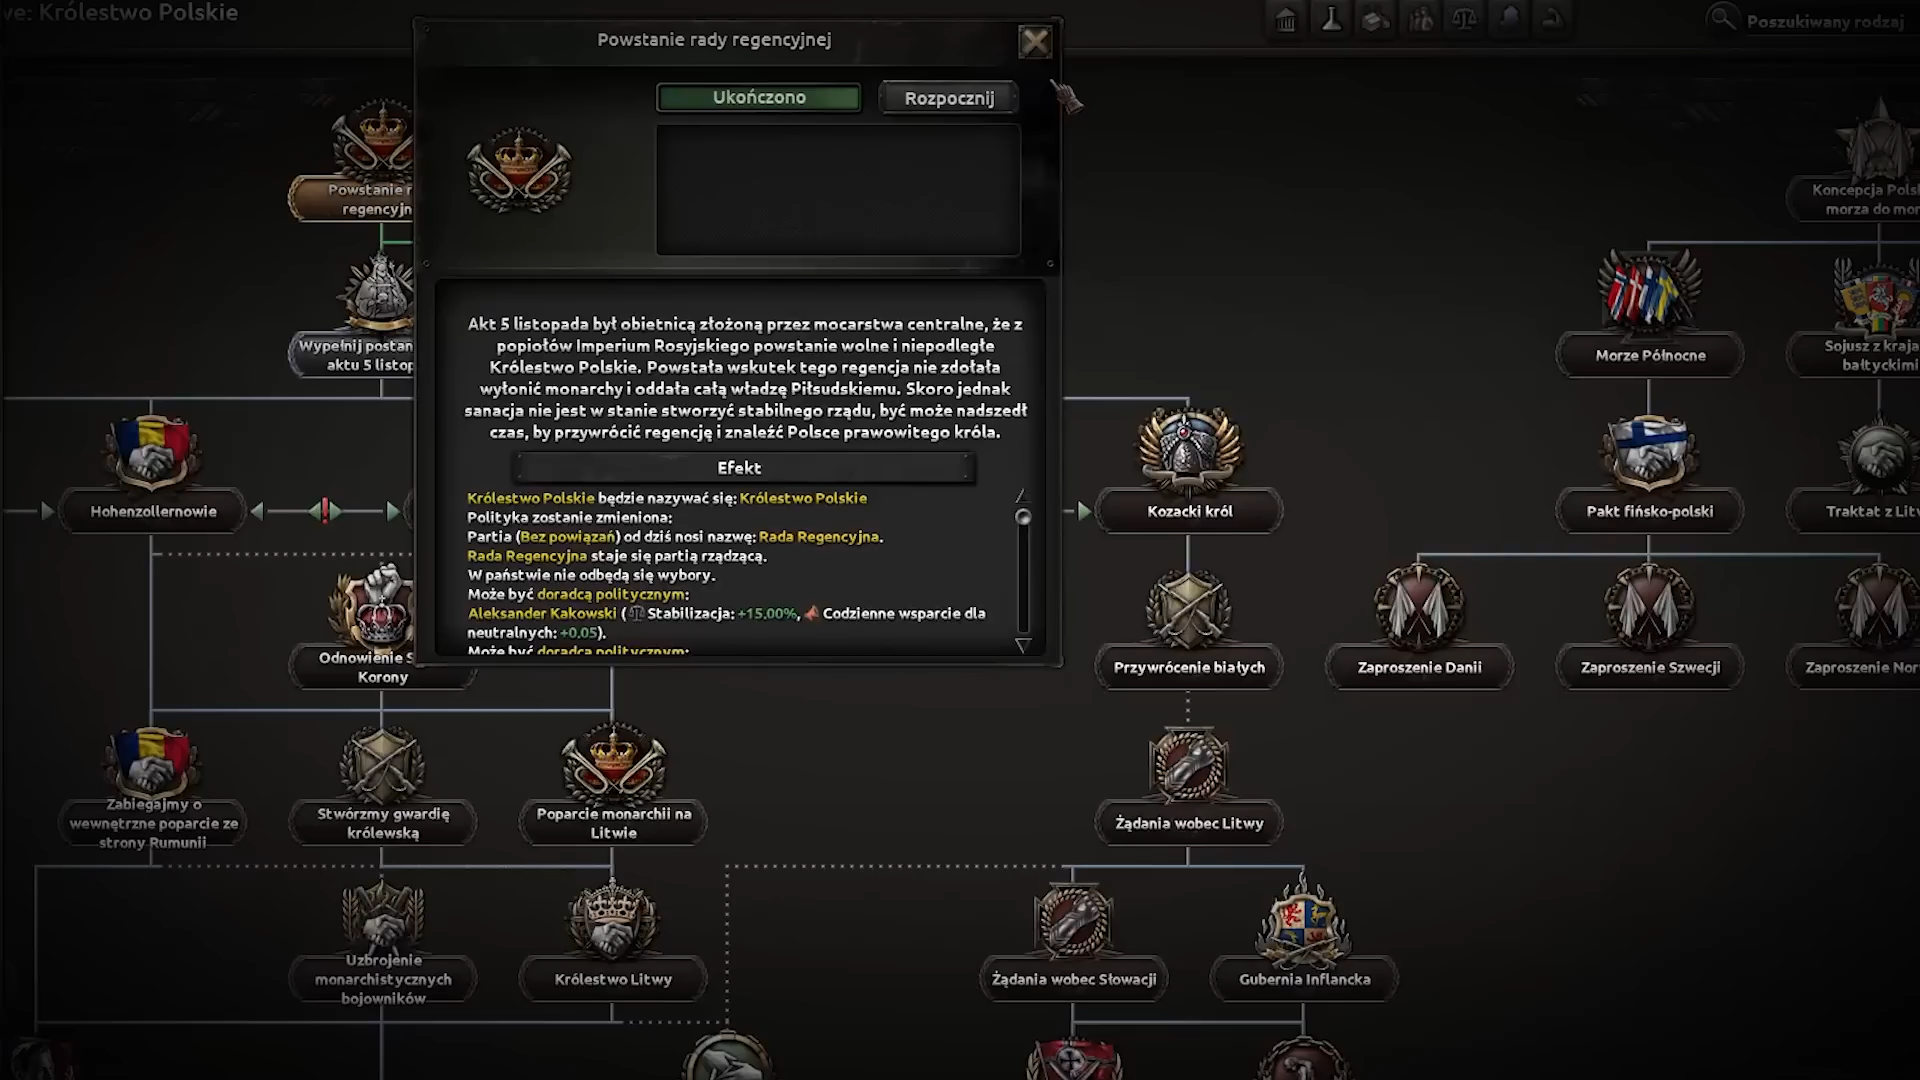 ve: Królestwo Polskie
Poszukiwany rodzaj
Powstanie rady regencyjnej
Ukończono
Rozpocznij
Powstanie r
regencyjn
Wypełnij postan
aktu 5 listop
Akt 5 listopada był obietnicą złożoną przez mocarstwa centralne, że z
popiołów Imperium Rosyjskiego powstanie wolne i niepodległe
Królestwo Polskie. Powstała wskutek tego regencja nie zdołała
wyłonić monarchy i oddała całą władzę Piłsudskiemu. Skoro jednak
sanacja nie jest w stanie stworzyć stabilnego rządu, być może nadszedł
czas, by przywrócić regencję i znaleźć Polsce prawowitego króla.
Efekt
Królestwo Polskie będzie nazywać się: Królestwo Polskie
Polityka zostanie zmieniona:
Partia (Bez powiązań) od dziś nosi nazwę: Rada Regencyjna.
Rada Regencyjna staje się partią rządzącą.
W państwie nie odbędą się wybory.
Może być doradcą politycznym:
Aleksander Kakowski (Stabilizacja: +15.00%, Codzienne wsparcie dla
neutralnych: +0.05).
Może być doradcą politycznym:
Koncepcja Polsk
morza do mor
Morze Północne
Sojusz z kraja
bałtyckimi
Hohenzollernowie
Kozacki król
Pakt fińsko-polski
Traktat z Litw
Odnowienie S
Korony
Przywrócenie białych
Zaproszenie Danii
Zaproszenie Szwecji
Zaproszenie Nor
Zabiegajmy o
wewnętrzne poparcie ze
strony Rumunii
Stwórzmy gwardię
królewską
Poparcie monarchii na
Litwie
Żądania wobec Litwy
Uzbrojenie
monarchistycznych
bojowników
Królestwo Litwy
Żądania wobec Słowacji
Gubernia Inflancka